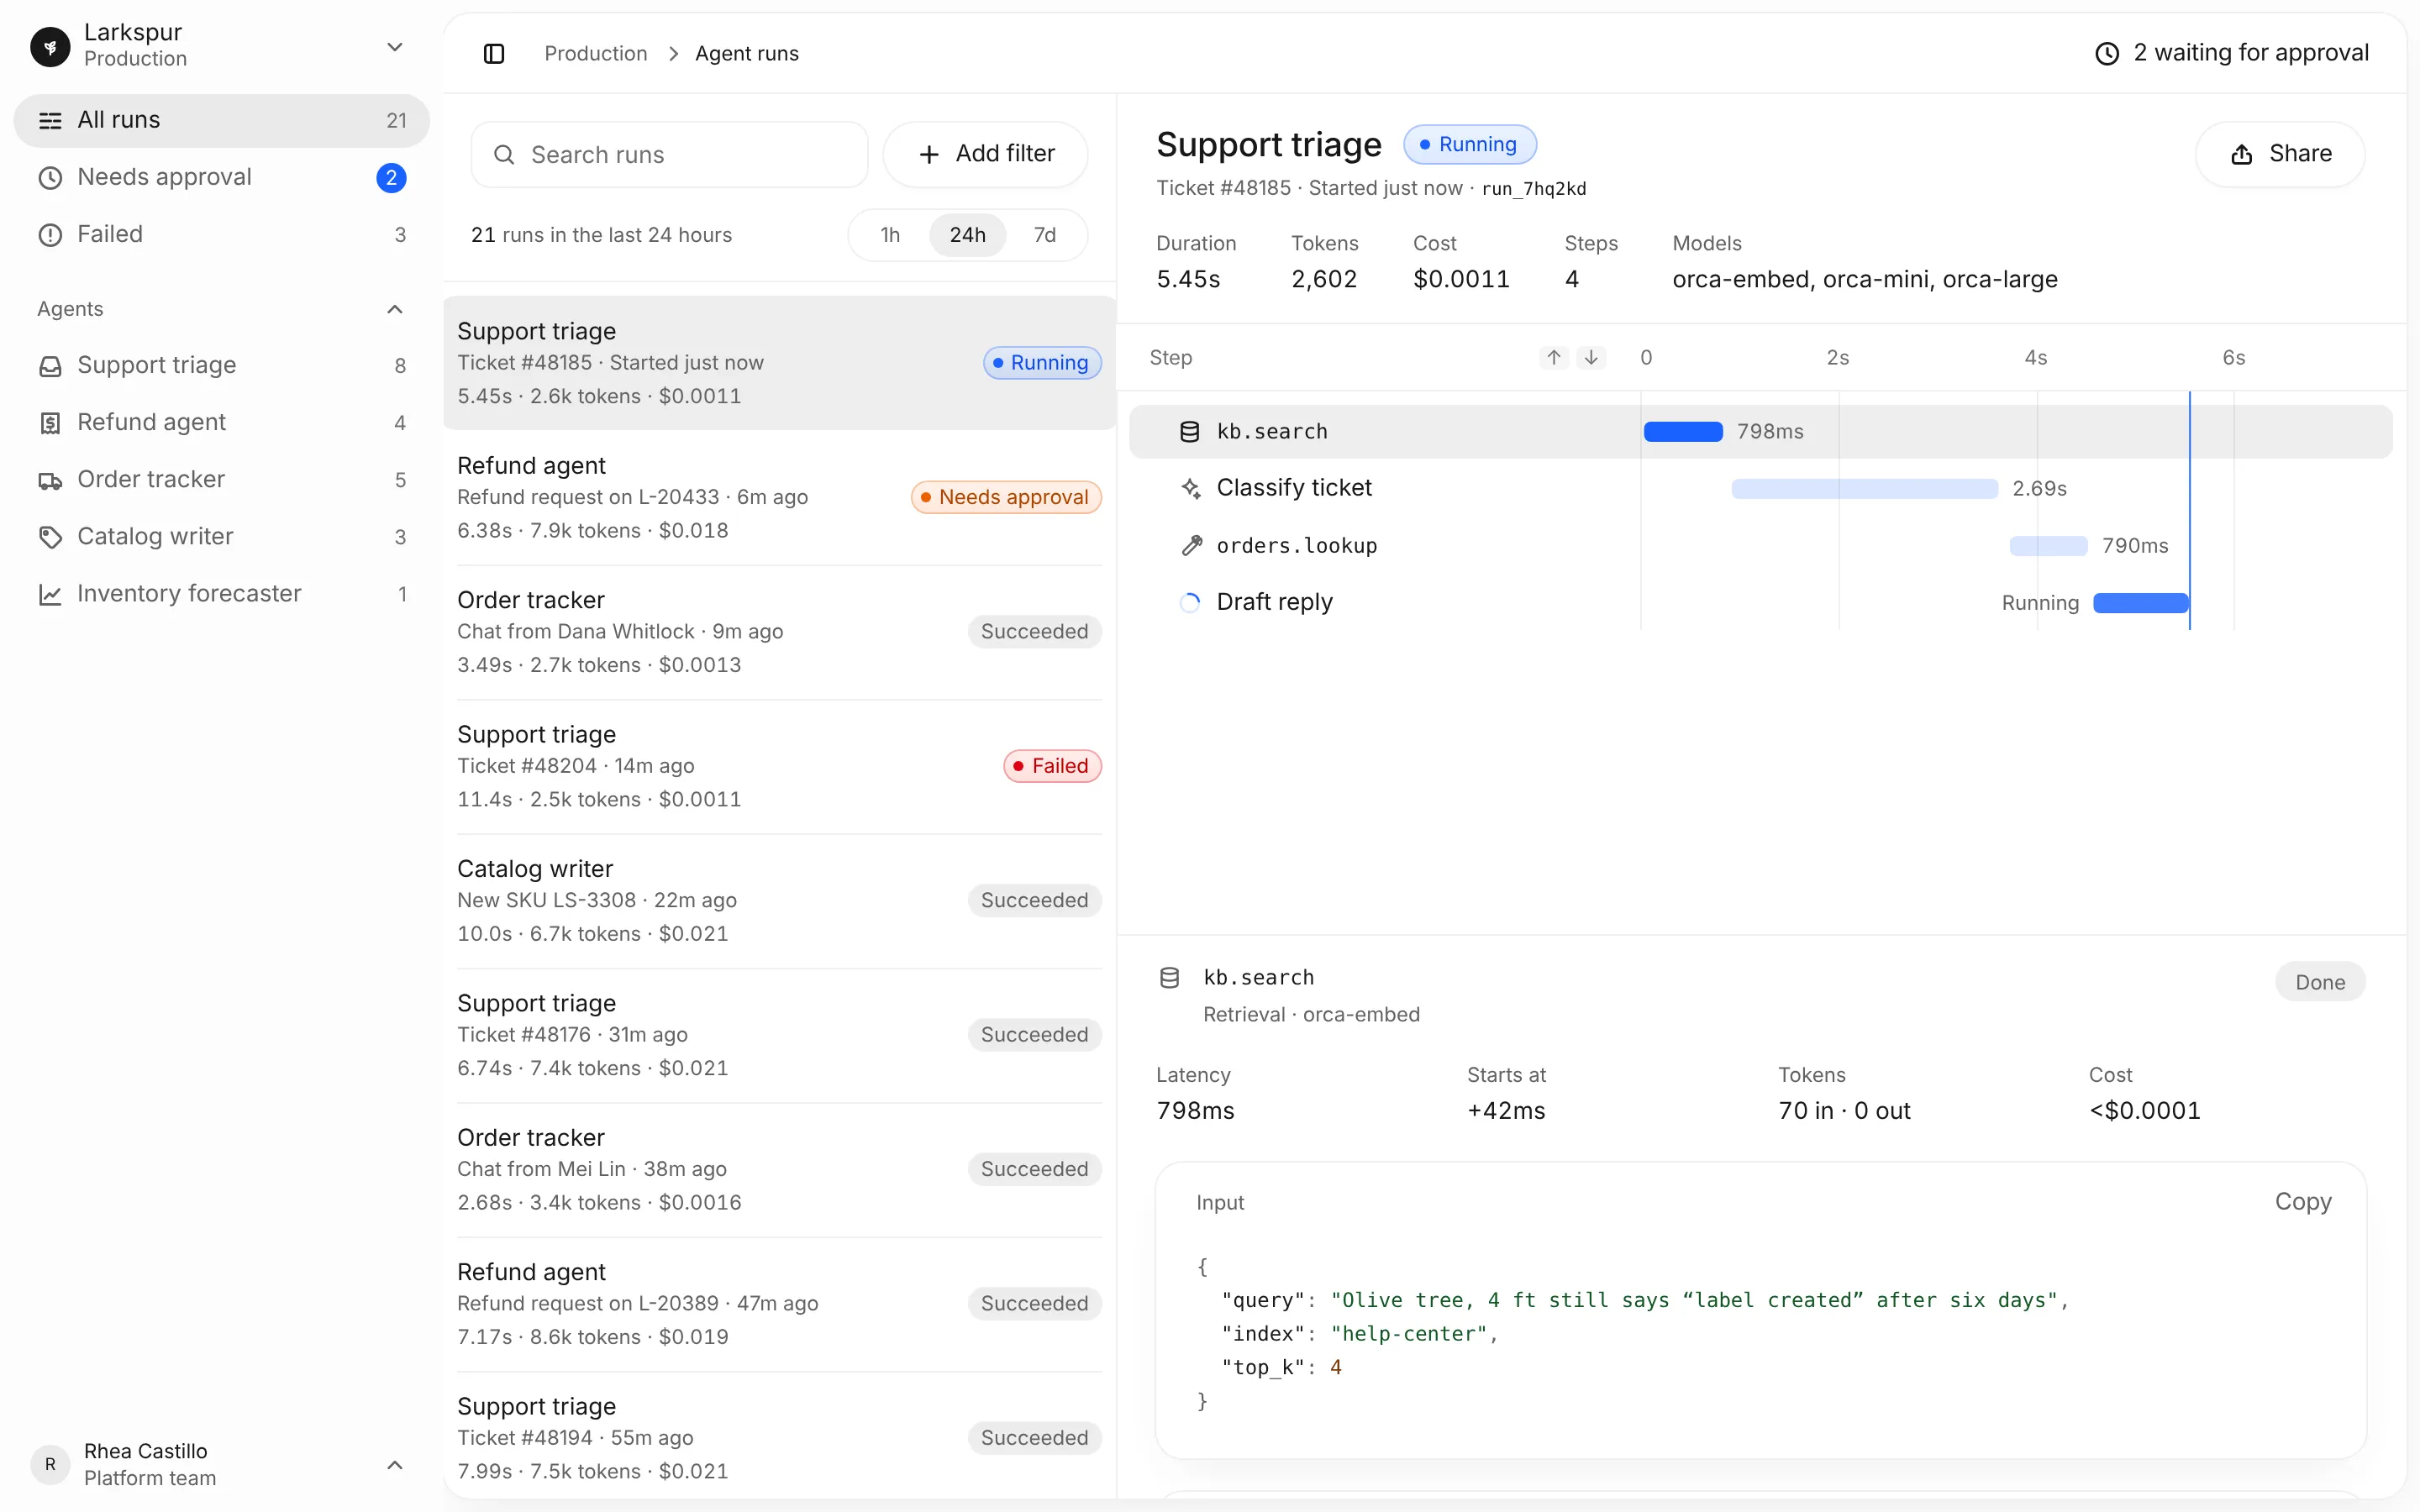 Larkspur
Production
All runs 21
Needs approval 2
Failed 3
Agents
Support triage 8
Refund agent 4
Order tracker 5
Catalog writer 3
Inventory forecaster 1
R
Rhea Castillo
Platform team
Production > Agent runs
2 waiting for approval
Search runs
+ Add filter
21 runs in the last 24 hours
1h 24h 7d
Support triage
Ticket #48185 · Started just now
Running
5.45s · 2.6k tokens · $0.0011
Refund agent
Refund request on L-20433 · 6m ago
Needs approval
6.38s · 7.9k tokens · $0.018
Order tracker
Chat from Dana Whitlock · 9m ago
Succeeded
3.49s · 2.7k tokens · $0.0013
Support triage
Ticket #48204 · 14m ago
Failed
11.4s · 2.5k tokens · $0.0011
Catalog writer
New SKU LS-3308 · 22m ago
Succeeded
10.0s · 6.7k tokens · $0.021
Support triage
Ticket #48176 · 31m ago
Succeeded
6.74s · 7.4k tokens · $0.021
Order tracker
Chat from Mei Lin · 38m ago
Succeeded
2.68s · 3.4k tokens · $0.0016
Refund agent
Refund request on L-20389 · 47m ago
Succeeded
7.17s · 8.6k tokens · $0.019
Support triage
Ticket #48194 · 55m ago
Succeeded
7.99s · 7.5k tokens · $0.021
Support triage Running
Share
Ticket #48185 · Started just now · run_7hq2kd
Duration Tokens Cost Steps Models
5.45s 2,602 $0.0011 4 orca-embed, orca-mini, orca-large
Step ↑ ↓ 0 2s 4s 6s
kb.search 798ms
Classify ticket 2.69s
orders.lookup 790ms
Draft reply Running
kb.search
Done
Retrieval · orca-embed
Latency Starts at Tokens Cost
798ms +42ms 70 in · 0 out <$0.0001
Input Copy
{
"query": "Olive tree, 4 ft still says “label created” after six days",
"index": "help-center",
"top_k": 4
}